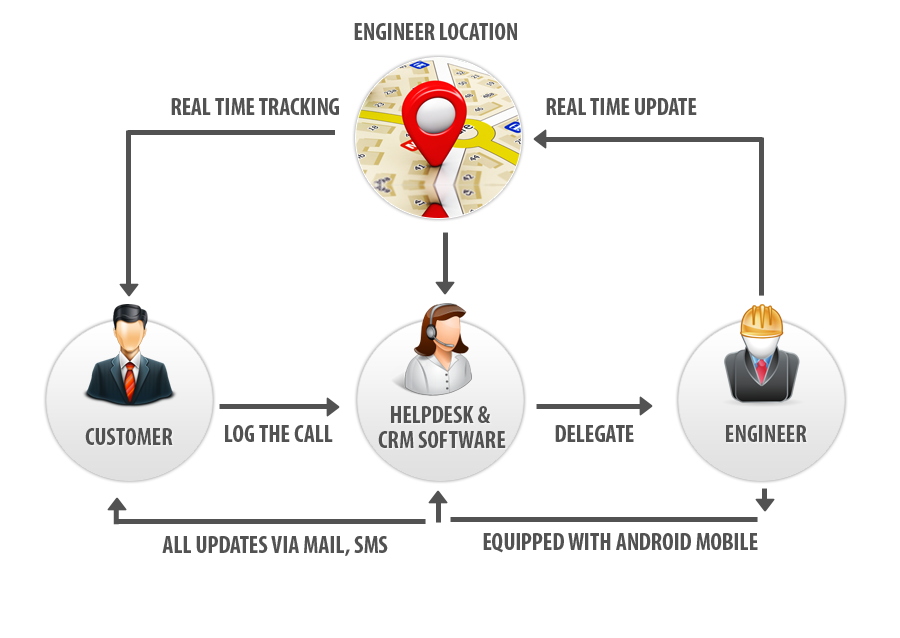 ENGINEER LOCATION
REAL TIME TRACKING
REAL TIME UPDATE
CUSTOMER
LOG THE CALL
HELPDESK &
CRM SOFTWARE
DELEGATE
ENGINEER
ALL UPDATES VIA MAIL, SMS
EQUIPPED WITH ANDROID MOBILE